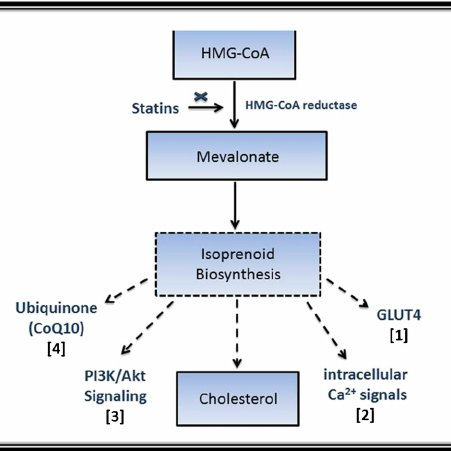 HMG-CoA
Statins
HMG-CoA reductase
Mevalonate
Isoprenoid
Biosynthesis
Ubiquinone
(CoQ10)
[4]
GLUT4
[1]
PI3K/Akt
Signaling
[3]
Cholesterol
intracellular
Ca²⁺ signals
[2]